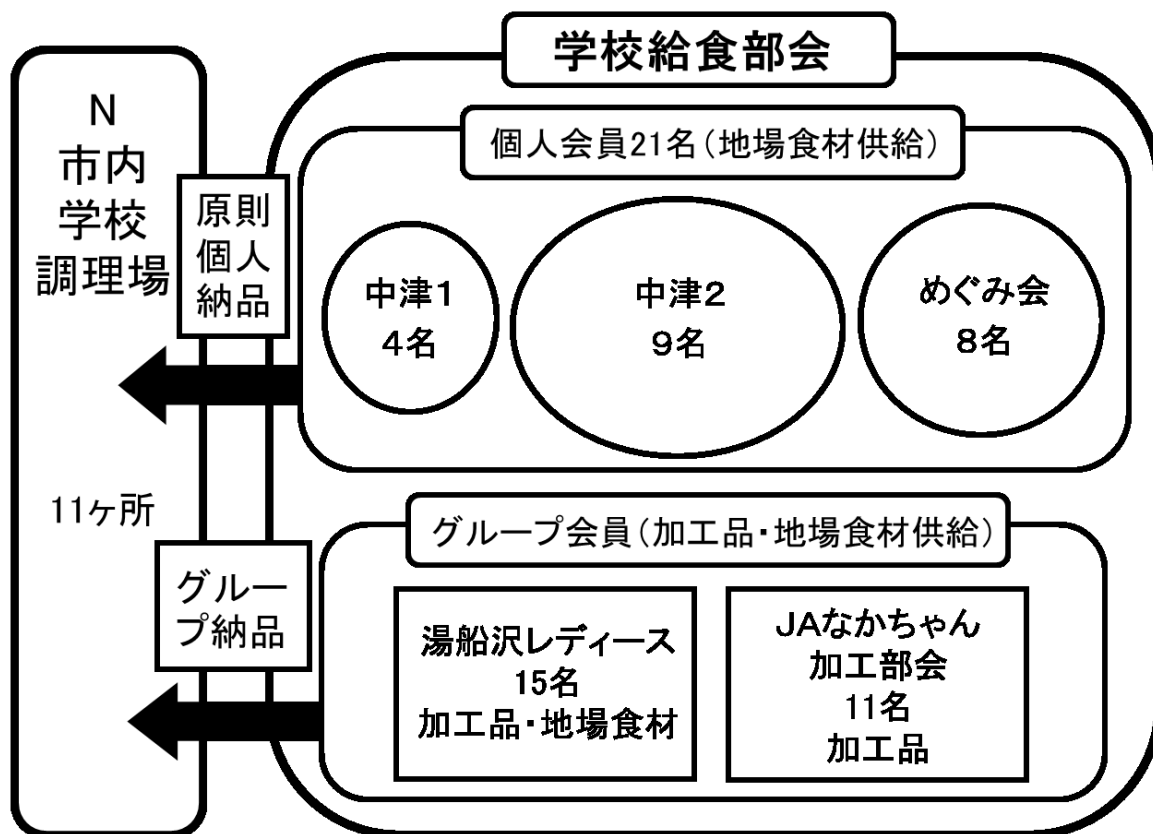 学校給食部会
N
市内
学校
調理場
11ヶ所
原則
個人
納品
個人会員21名(地場食材供給)
中津1
4名
中津2
9名
めぐみ会
8名
グルー
プ納品
グループ会員(加工品・地場食材供給)
湯船沢レディース
15名
加工品・地場食材
JAなかちゃん
加工部会
11名
加工品